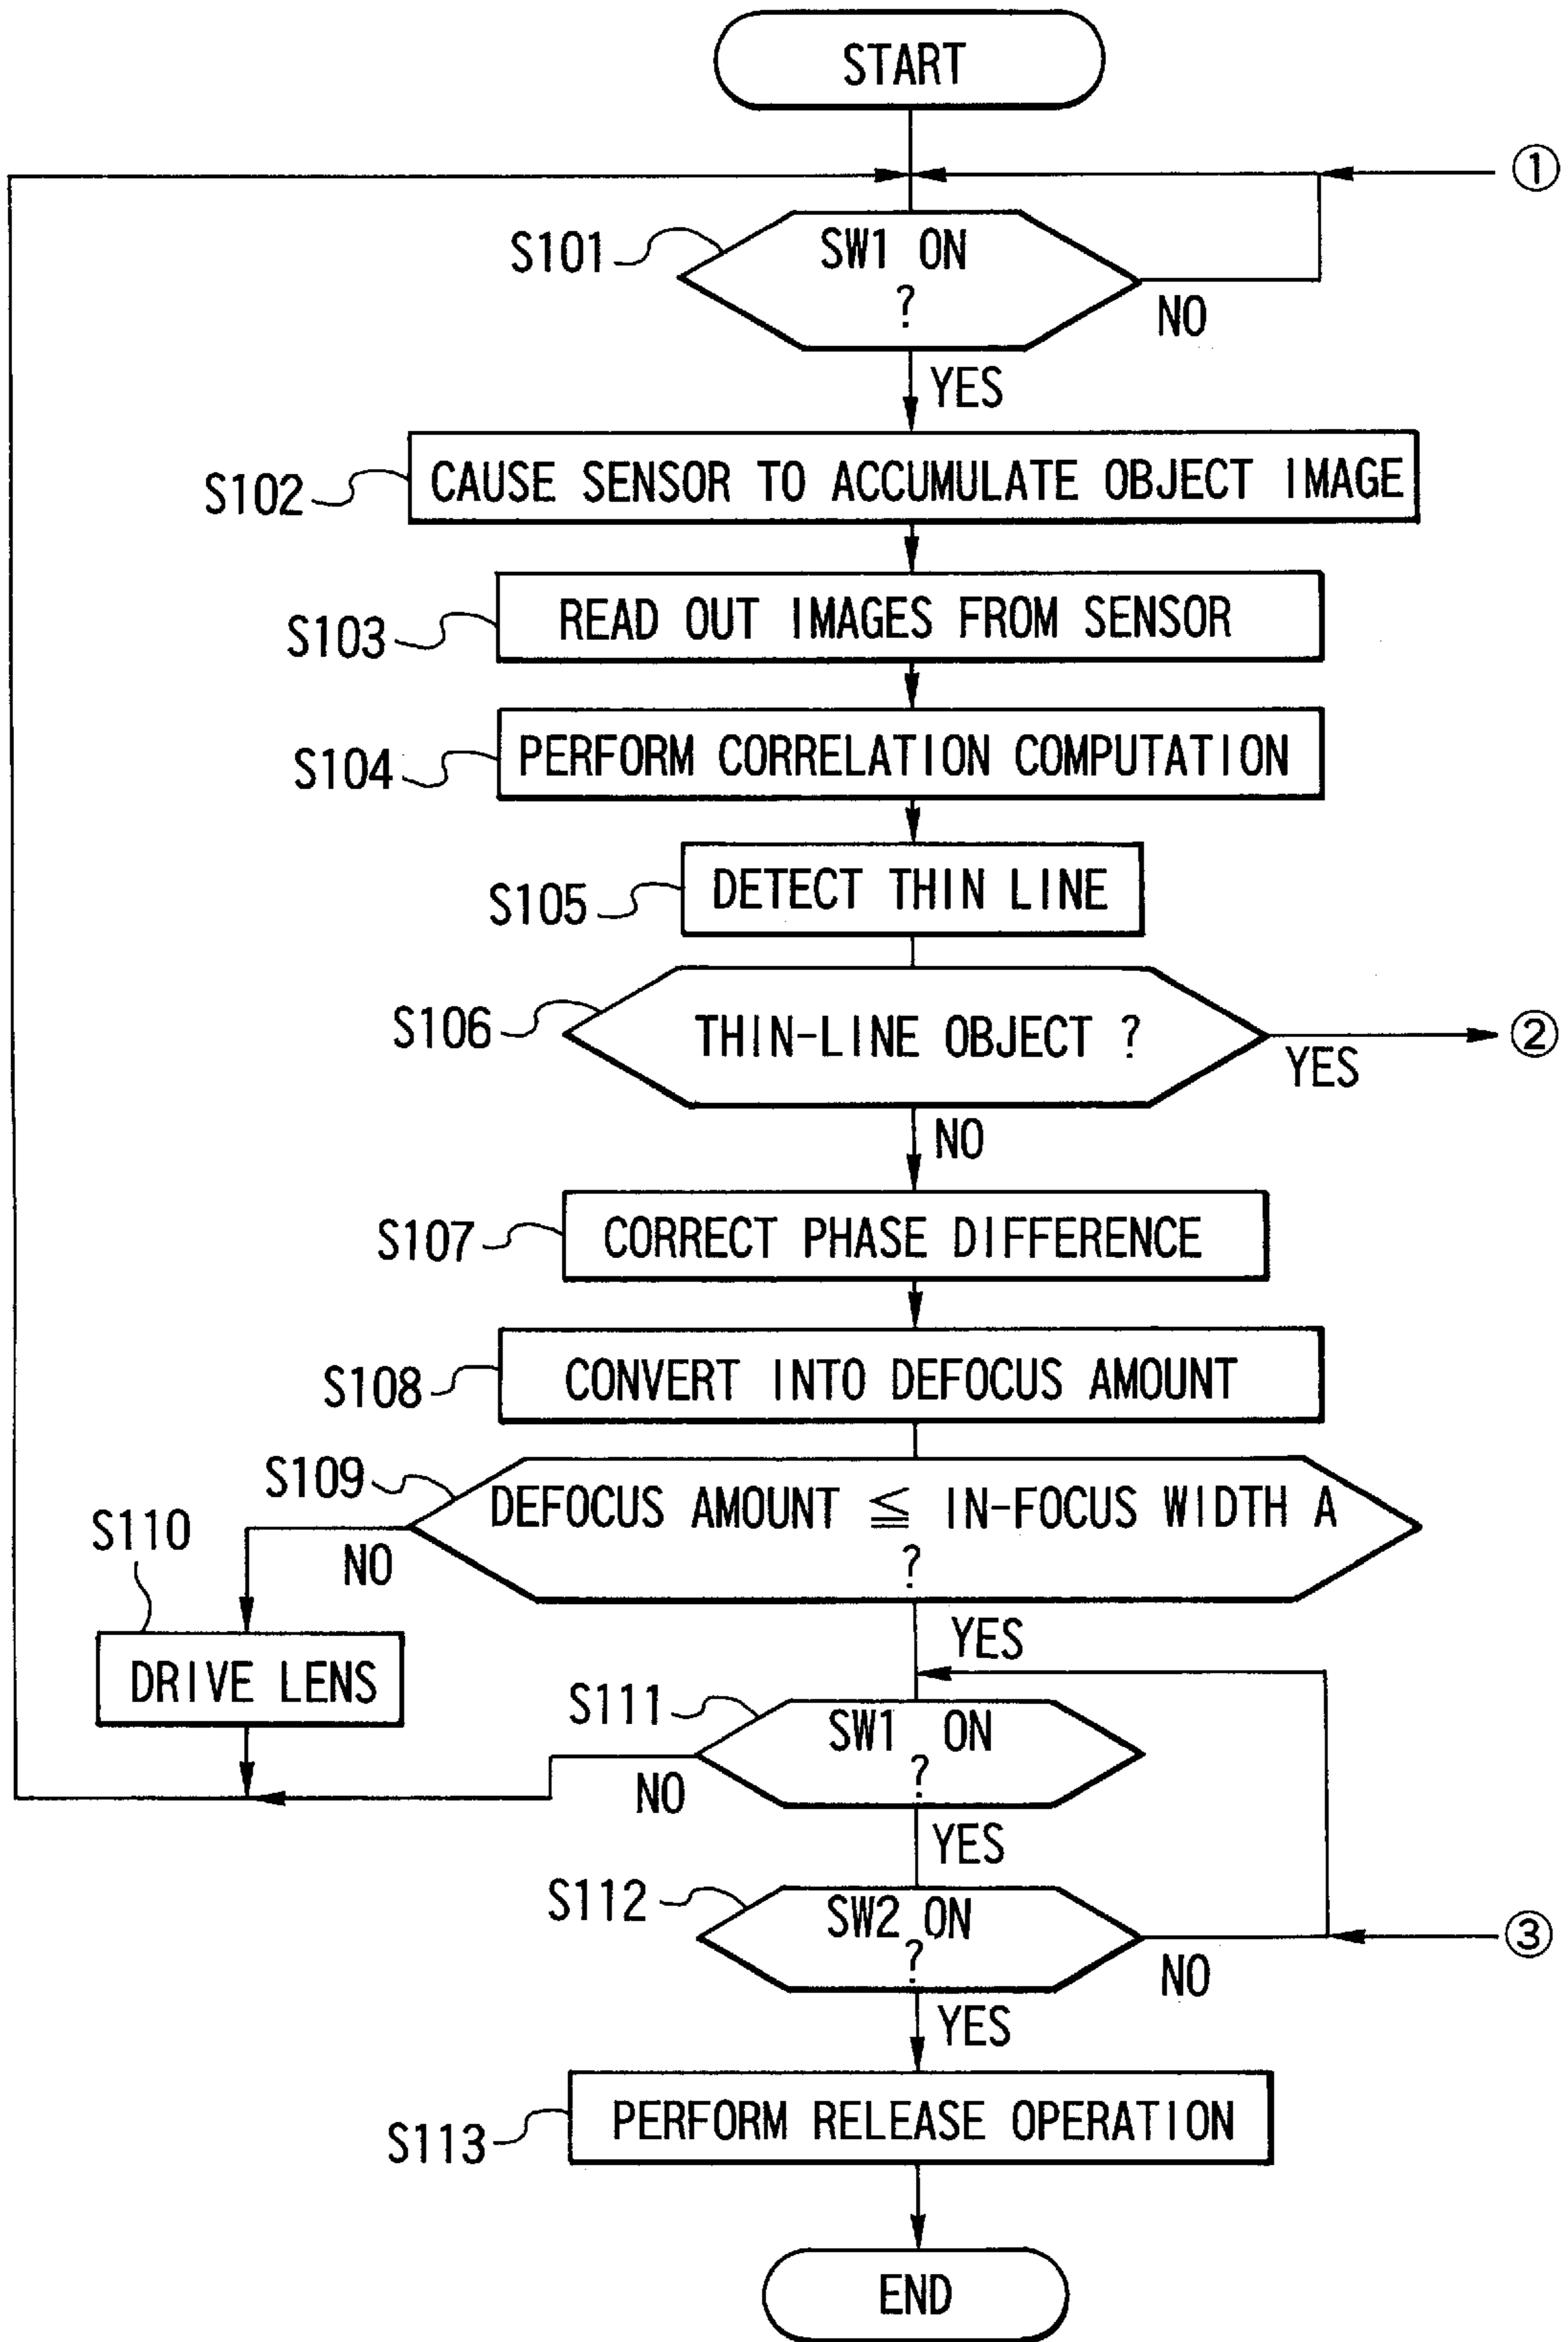 START
①
S101
SW1 ON
?
NO
YES
S102
CAUSE SENSOR TO ACCUMULATE OBJECT IMAGE
S103
READ OUT IMAGES FROM SENSOR
S104
PERFORM CORRELATION COMPUTATION
S105
DETECT THIN LINE
S106
THIN-LINE OBJECT ?
②
YES
NO
S107
CORRECT PHASE DIFFERENCE
S108
CONVERT INTO DEFOCUS AMOUNT
S109
DEFOCUS AMOUNT ≦ IN-FOCUS WIDTH A
?
S110
NO
YES
DRIVE LENS
S111
SW1 ON
?
NO
YES
S112
SW2 ON
?
③
NO
YES
S113
PERFORM RELEASE OPERATION
END